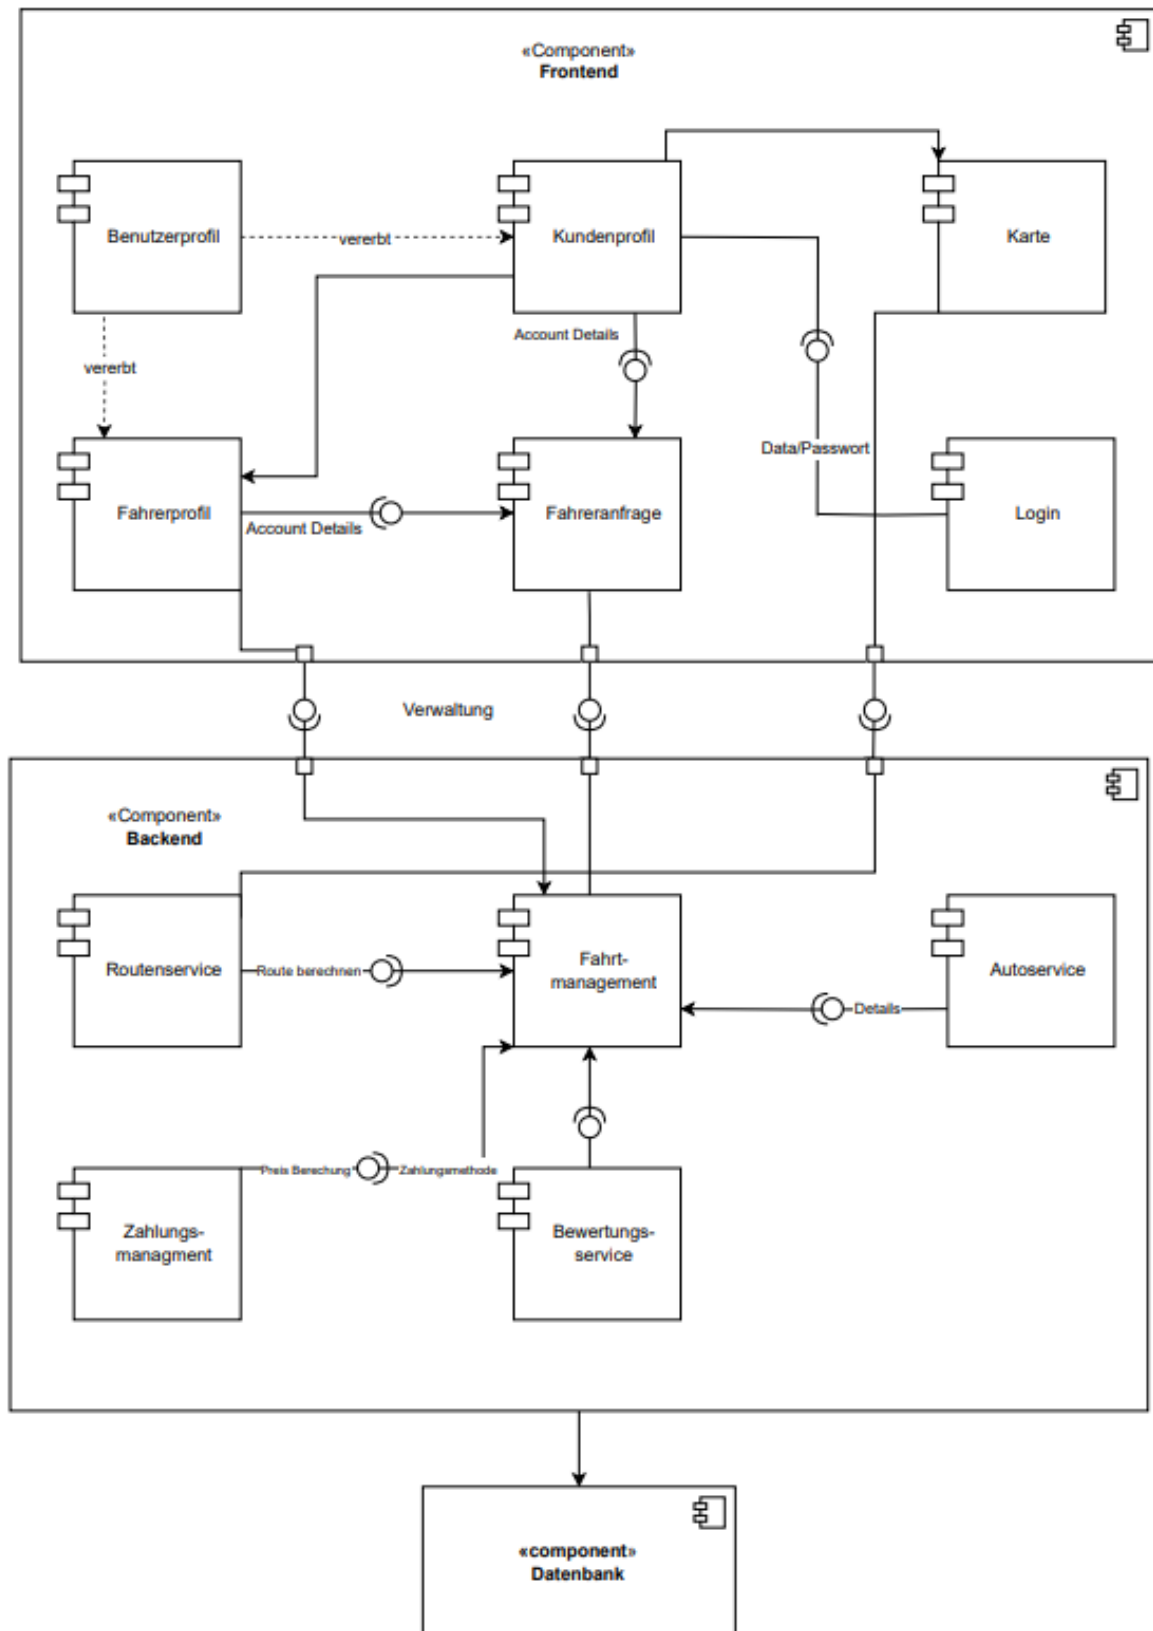 «Component»
Frontend
Benutzerprofil
vererbt
Kundenprofil
Karte
Account Details
vererbt
Data/Passwort
Fahrerprofil
Account Details
Fahreranfrage
Login
Verwaltung
«Component»
Backend
Routenservice
Route berechnen
Fahrt-
management
Autoservice
Details
Preis Berechung
Zahlungsmethode
Zahlungs-
managment
Bewertungs-
service
«component»
Datenbank